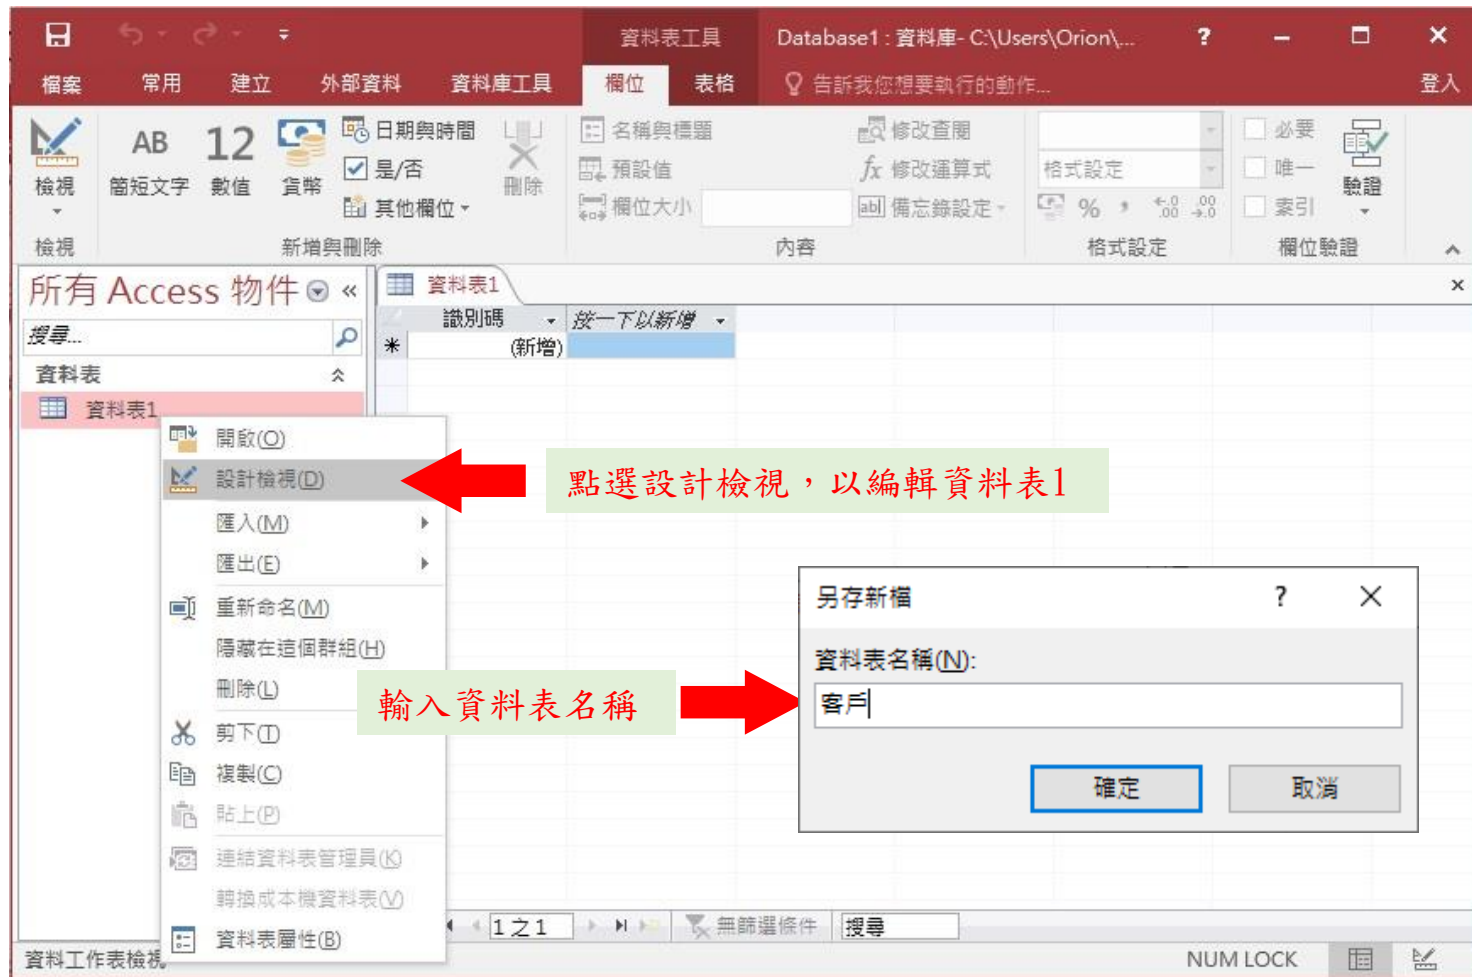 資料表工具 Database1 : 資料庫- C:\Users\Orion\... ?
檔案 常用 建立 外部資料 資料庫工具 欄位 表格 告訴我您想要執行的動作... 登入
檢視
AB
簡短文字
12
數值
貨幣
日期與時間
是/否
其他欄位
刪除
名稱與標題
預設值
欄位大小
修改查閱
fx 修改運算式
ab| 備忘錄設定
格式設定
% ,
必要
唯一
索引
驗證
檢視 新增與刪除 內容 格式設定 欄位驗證
所有 Access 物件
搜尋...
資料表
資料表1
資料表1
識別碼 按一下以新增
(新增)
開啟(O)
設計檢視(D)
匯入(M)
匯出(E)
重新命名(M)
隱藏在這個群組(H)
刪除(L)
剪下(T)
複製(C)
貼上(P)
連結資料表管理員(K)
轉換成本機資料表(V)
資料表屬性(B)
點選設計檢視，以編輯資料表1
輸入資料表名稱
另存新檔 ?
資料表名稱(N):
客戶
確定 取消
1 之 1 無篩選條件 搜尋
資料工作表檢視 NUM LOCK